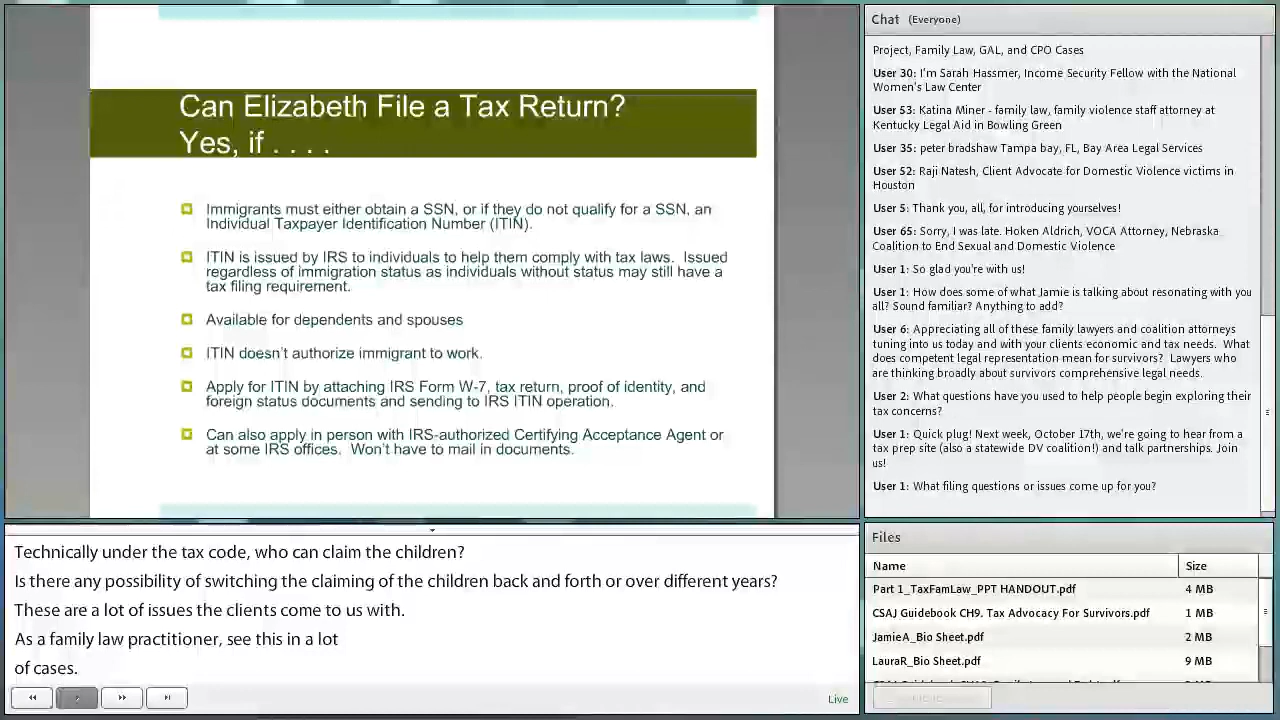 Can Elizabeth File a Tax Return?
Yes, if . . . .
Immigrants must either obtain a SSN, or if they do not qualify for a SSN, an
Individual Taxpayer Identification Number (ITIN).
ITIN is issued by IRS to individuals to help them comply with tax laws. Issued
regardless of immigration status as individuals without status may still have a
tax filing requirement.
Available for dependents and spouses
ITIN doesn't authorize immigrant to work.
Apply for ITIN by attaching IRS Form W-7, tax return, proof of identity, and
foreign status documents and sending to IRS ITIN operation.
Can also apply in person with IRS-authorized Certifying Acceptance Agent or
at some IRS offices. Won't have to mail in documents.
Technically under the tax code, who can claim the children?
Is there any possibility of switching the claiming of the children back and forth or over different years?
These are a lot of issues the clients come to us with.
As a family law practitioner, see this in a lot
of cases.
Live
Chat (Everyone)
Project, Family Law, GAL, and CPO Cases
User 30: I'm Sarah Hassmer, Income Security Fellow with the National
Women's Law Center
User 53: Katina Miner - family law, family violence staff attorney at
Kentucky Legal Aid in Bowling Green
User 35: peter bradshaw Tampa bay, FL, Bay Area Legal Services
User 52: Raji Natesh, Client Advocate for Domestic Violence victims in
Houston
User 5: Thank you, all, for introducing yourselves!
User 65: Sorry, I was late. Hoken Aldrich, VOCA Attorney, Nebraska
Coalition to End Sexual and Domestic Violence
User 1: So glad you're with us!
User 1: How does some of what Jamie is talking about resonating with you
all? Sound familiar? Anything to add?
User 6: Appreciating all of these family lawyers and coalition attorneys
tuning into us today and with your clients economic and tax needs. What
does competent legal representation mean for survivors? Lawyers who
are thinking broadly about survivors comprehensive legal needs.
User 2: What questions have you used to help people begin exploring their
tax concerns?
User 1: Quick plug! Next week, October 17th, we're going to hear from a
tax prep site (also a statewide DV coalition!) and talk partnerships. Join
us!
User 1: What filing questions or issues come up for you?
Files
Name Size
Part 1_TaxFamLaw_PPT HANDOUT.pdf 4 MB
CSAJ Guidebook CH9. Tax Advocacy For Survivors.pdf 1 MB
JamieA_Bio Sheet.pdf 2 MB
LauraR_Bio Sheet.pdf 9 MB